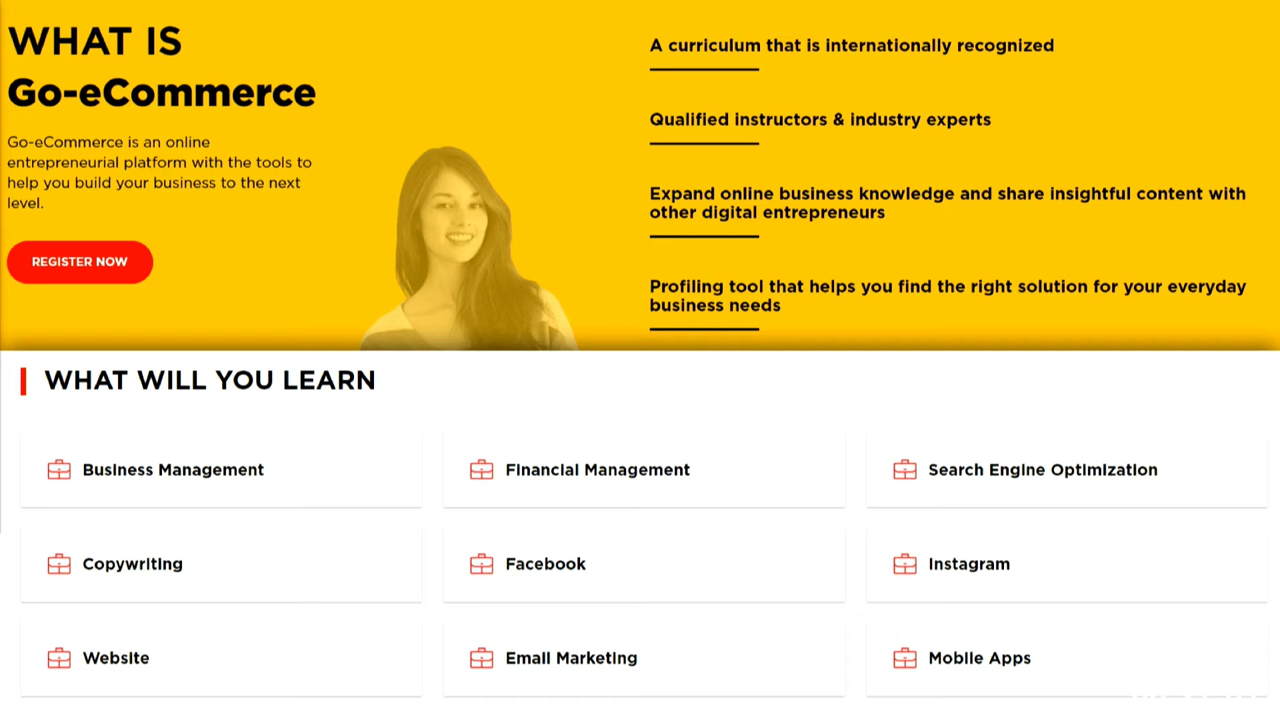 WHAT IS
Go-eCommerce
Go-eCommerce is an online
entrepreneurial platform with the tools to
help you build your business to the next
level.
REGISTER NOW
A curriculum that is internationally recognized
Qualified instructors & industry experts
Expand online business knowledge and share insightful content with
other digital entrepreneurs
Profiling tool that helps you find the right solution for your everyday
business needs
WHAT WILL YOU LEARN
Business Management
Financial Management
Search Engine Optimization
Copywriting
Facebook
Instagram
Website
Email Marketing
Mobile Apps